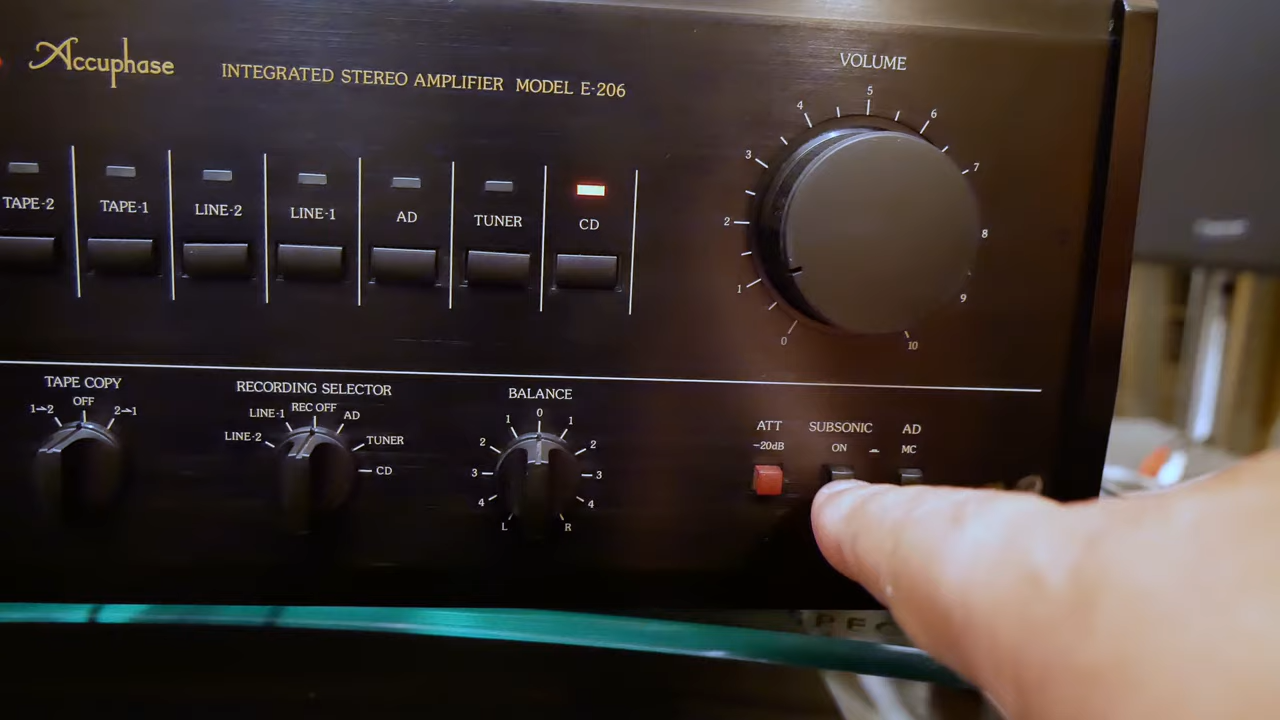 Accuphase INTEGRATED STEREO AMPLIFIER MODEL E-206
VOLUME
0 1 2 3 4 5 6 7 8 9 10
TAPE-2 TAPE-1 LINE-2 LINE-1 AD TUNER CD
TAPE COPY
1→2 OFF 2→1
RECORDING SELECTOR
LINE-2 LINE-1 REC OFF AD TUNER CD
BALANCE
L 4 3 2 1 0 1 2 3 4 R
ATT SUBSONIC AD
-20dB ON MC